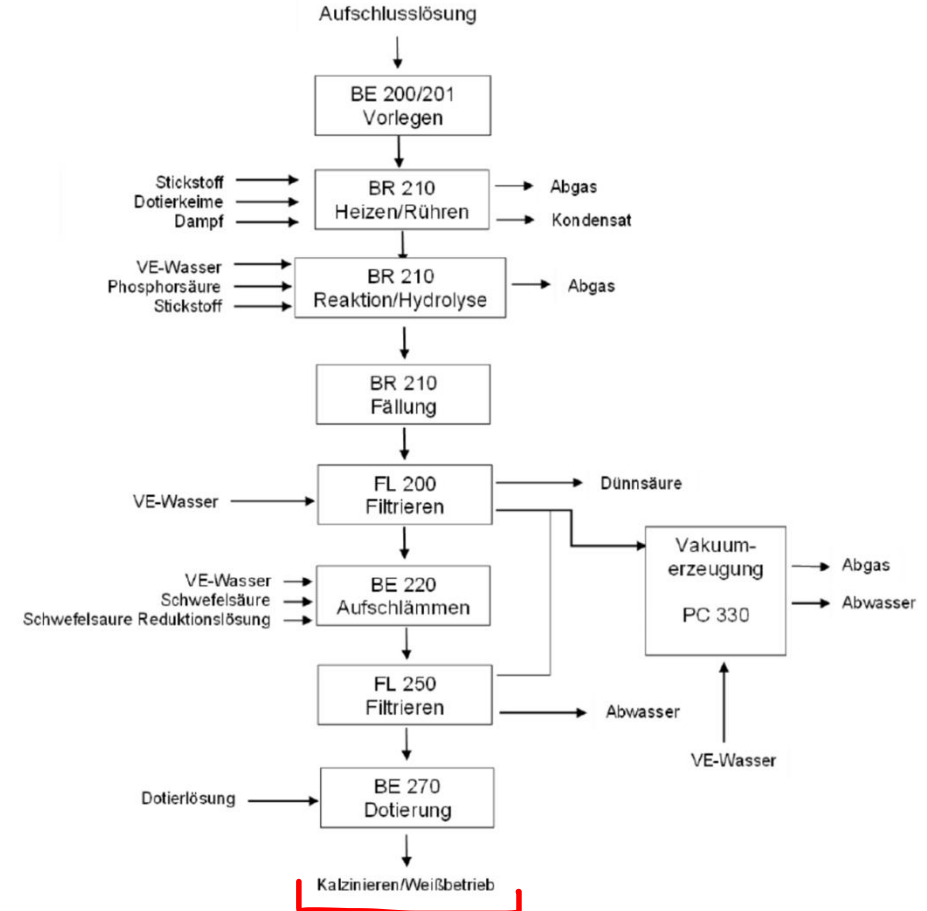 Aufschlusslösung
BE 200/201
Vorlegen
Stickstoff
Dotierkeime
Dampf
BR 210
Heizen/Rühren
Abgas
Kondensat
VE-Wasser
Phosphorsäure
Stickstoff
BR 210
Reaktion/Hydrolyse
Abgas
BR 210
Fällung
VE-Wasser
FL 200
Filtrieren
Dünnsäure
Vakuum-
erzeugung
PC 330
Abgas
Abwasser
VE-Wasser
VE-Wasser
Schwefelsäure
Schwefelsaure Reduktionslösung
BE 220
Aufschlämmen
FL 250
Filtrieren
Abwasser
Dotierlösung
BE 270
Dotierung
Kalzinieren/Weißbetrieb